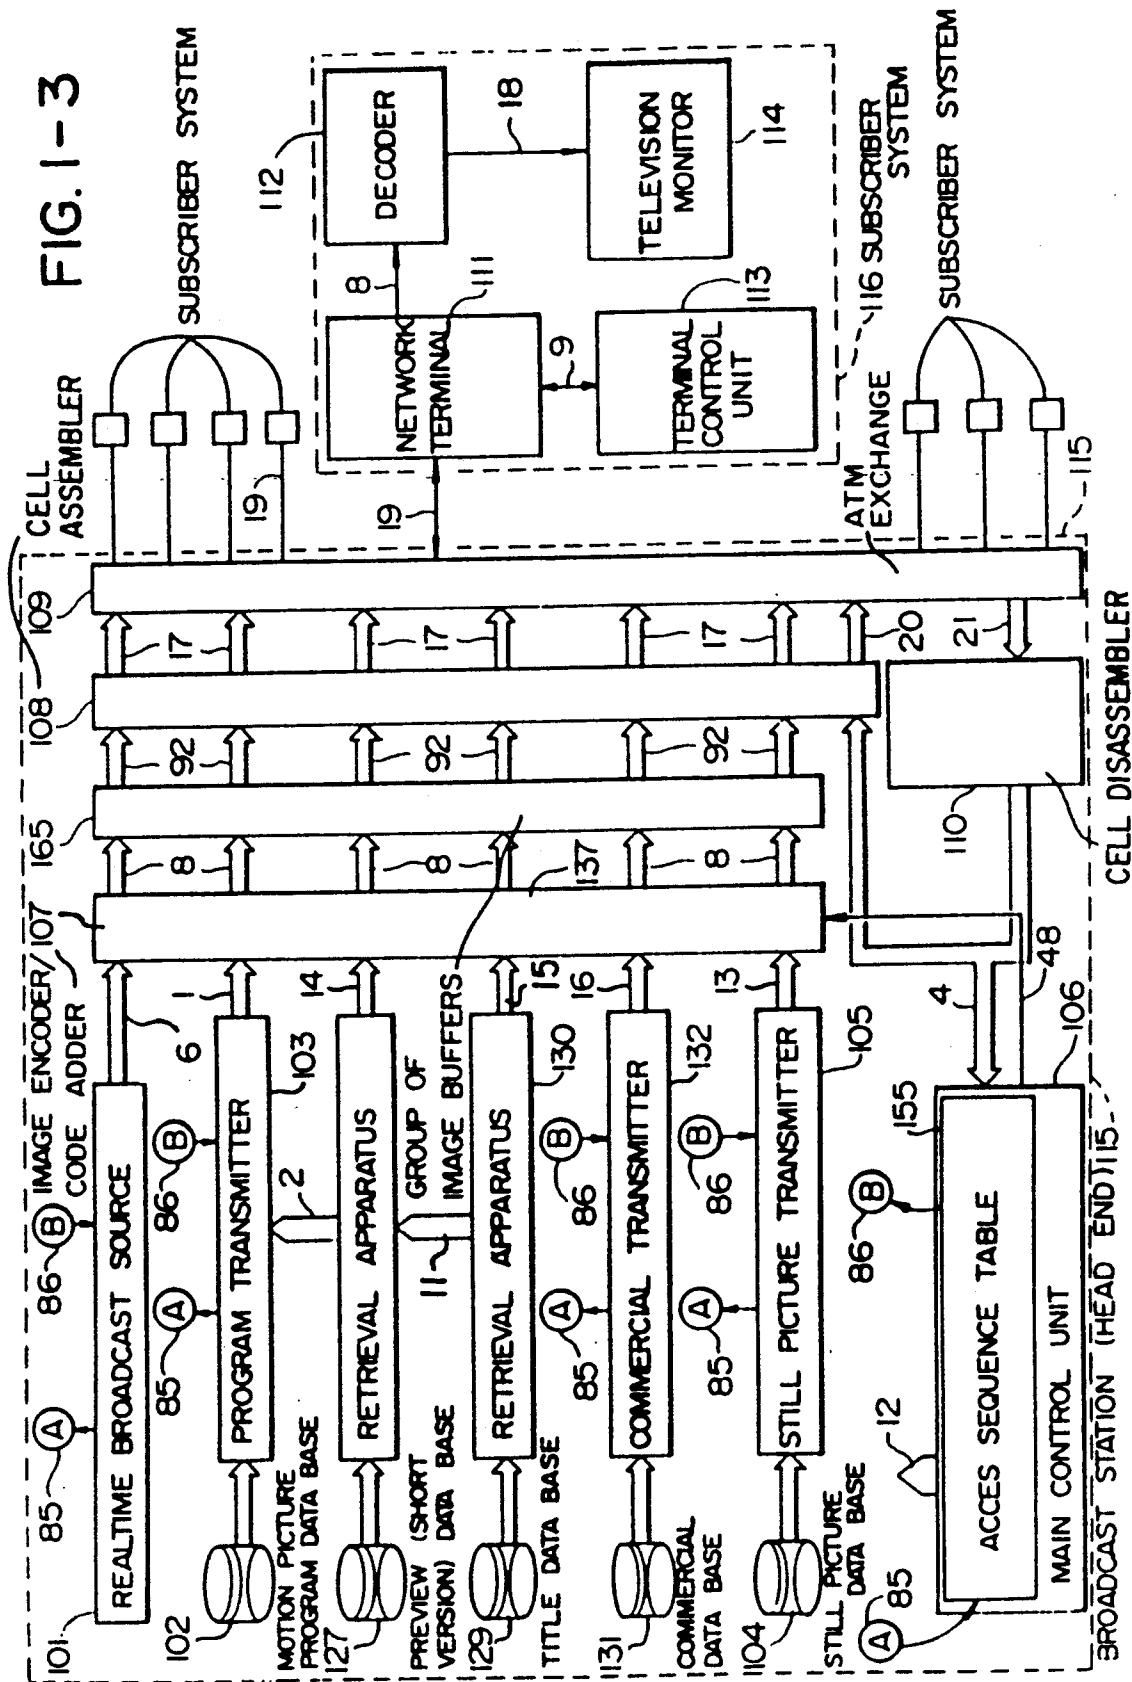 FIG. 1-3
101
REALTIME BROADCAST SOURCE
85
A
86
B
IMAGE ENCODER/
CODE ADDER
107
6
165
108
109
CELL
ASSEMBLER
SUBSCRIBER SYSTEM
19
102
MOTION PICTURE
PROGRAM DATA BASE
PROGRAM TRANSMITTER
103
85
A
86
B
1
8
92
17
2
127
PREVIEW (SHORT
VERSION) DATA BASE
RETRIEVAL APPARATUS
14
11
GROUP OF
IMAGE BUFFERS
129
TITLE DATA BASE
RETRIEVAL APPARATUS
130
15
8
92
17
137
131
COMMERCIAL
DATA BASE
COMMERCIAL TRANSMITTER
132
85
A
86
B
16
8
92
17
104
STILL PICTURE
DATA BASE
STILL PICTURE TRANSMITTER
105
85
A
86
B
13
112
DECODER
18
TELEVISION
MONITOR
114
8
NETWORK
TERMINAL
111
19
9
TERMINAL
CONTROL
UNIT
113
116 SUBSCRIBER
SYSTEM
ATM
EXCHANGE
SUBSCRIBER SYSTEM
115
20
21
110
CELL DISASSEMBLER
4
48
106
155
86
B
12
85
A
ACCES SEQUENCE TABLE
MAIN CONTROL UNIT
BROADCAST STATION (HEAD END) 115